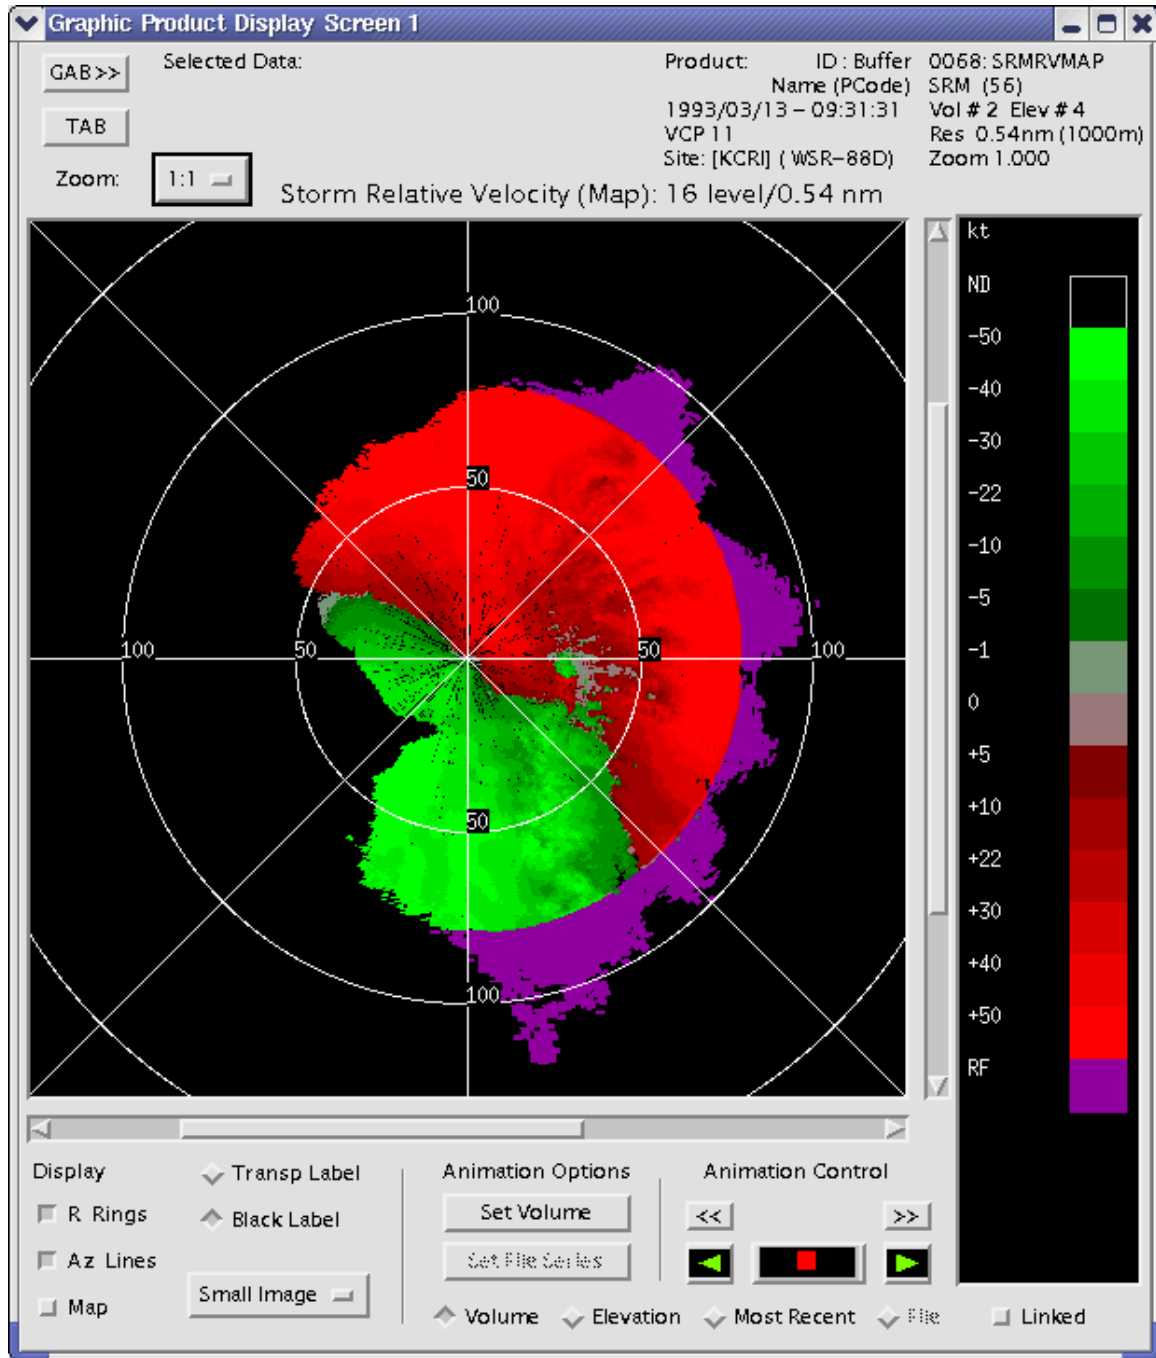 Graphic Product Display Screen 1
GAB>>
Selected Data:
Product: ID : Buffer 0068: SRMRVMAP
Name (PCode) SRM (56)
1993/03/13 - 09:31:31 Vol # 2 Elev # 4
TAB
VCP 11 Res 0.54nm (1000m)
Site: [KCRI] ( WSR-88D) Zoom 1.000
Zoom: 1:1
Storm Relative Velocity (Map): 16 level/0.54 nm
kt
ND
-50
-40
-30
-22
-10
-5
-1
0
+5
+10
+22
+30
+40
+50
RF
100
50
100 50 50 100
50
100
Display
Transp Label
Animation Options
Animation Control
R Rings
Black Label
Set Volume
<< >>
Az Lines
Set File Series
Map
Small Image
Volume Elevation Most Recent File Linked